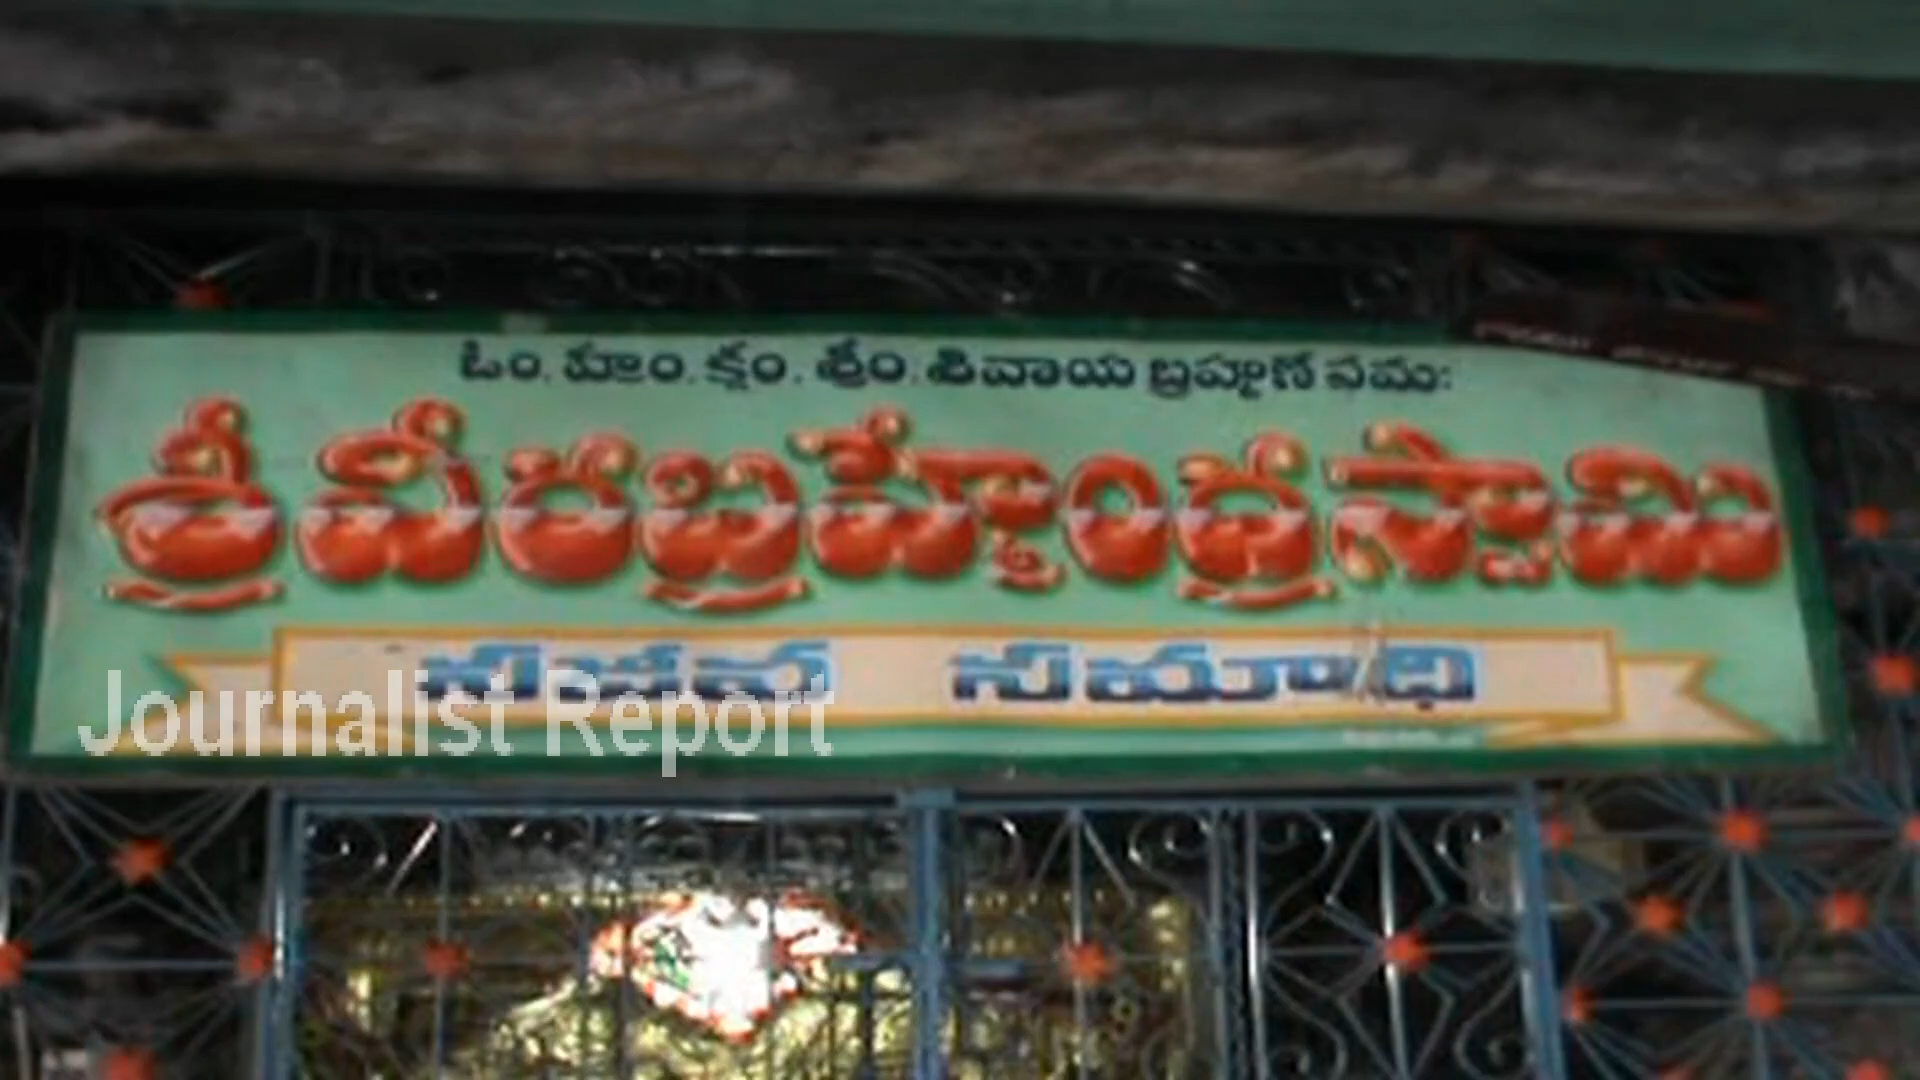 ఓం. హూం. క్షం. శ్రీం. శివాయ బ్రహ్మణే నమః
శ్రీ వీరబ్రహ్మేంద్రస్వామి
సజీవ సమాధి
Journalist Report